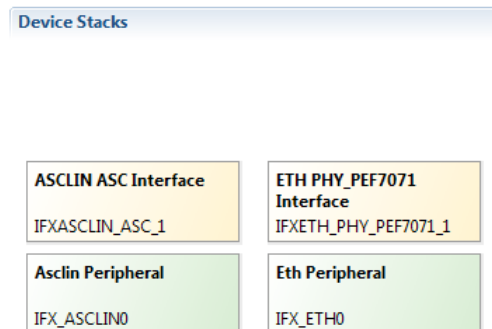 Device Stacks
ASCLIN ASC Interface
IFXASCLIN_ASC_1
ETH PHY_PEF7071
Interface
IFXETH_PHY_PEF7071_1
Asclin Peripheral
IFX_ASCLIN0
Eth Peripheral
IFX_ETH0